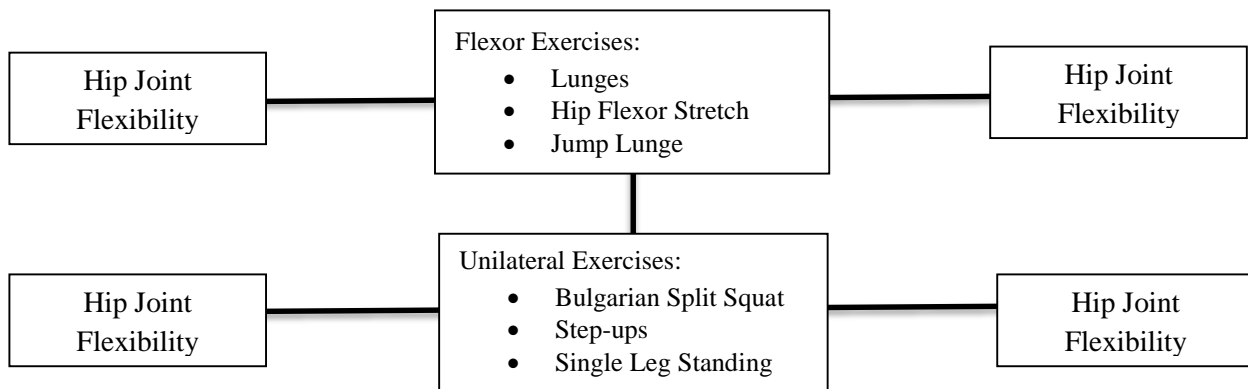 Hip Joint
Flexibility
Flexor Exercises:
• Lunges
• Hip Flexor Stretch
• Jump Lunge
Hip Joint
Flexibility
Hip Joint
Flexibility
Unilateral Exercises:
• Bulgarian Split Squat
• Step-ups
• Single Leg Standing
Hip Joint
Flexibility